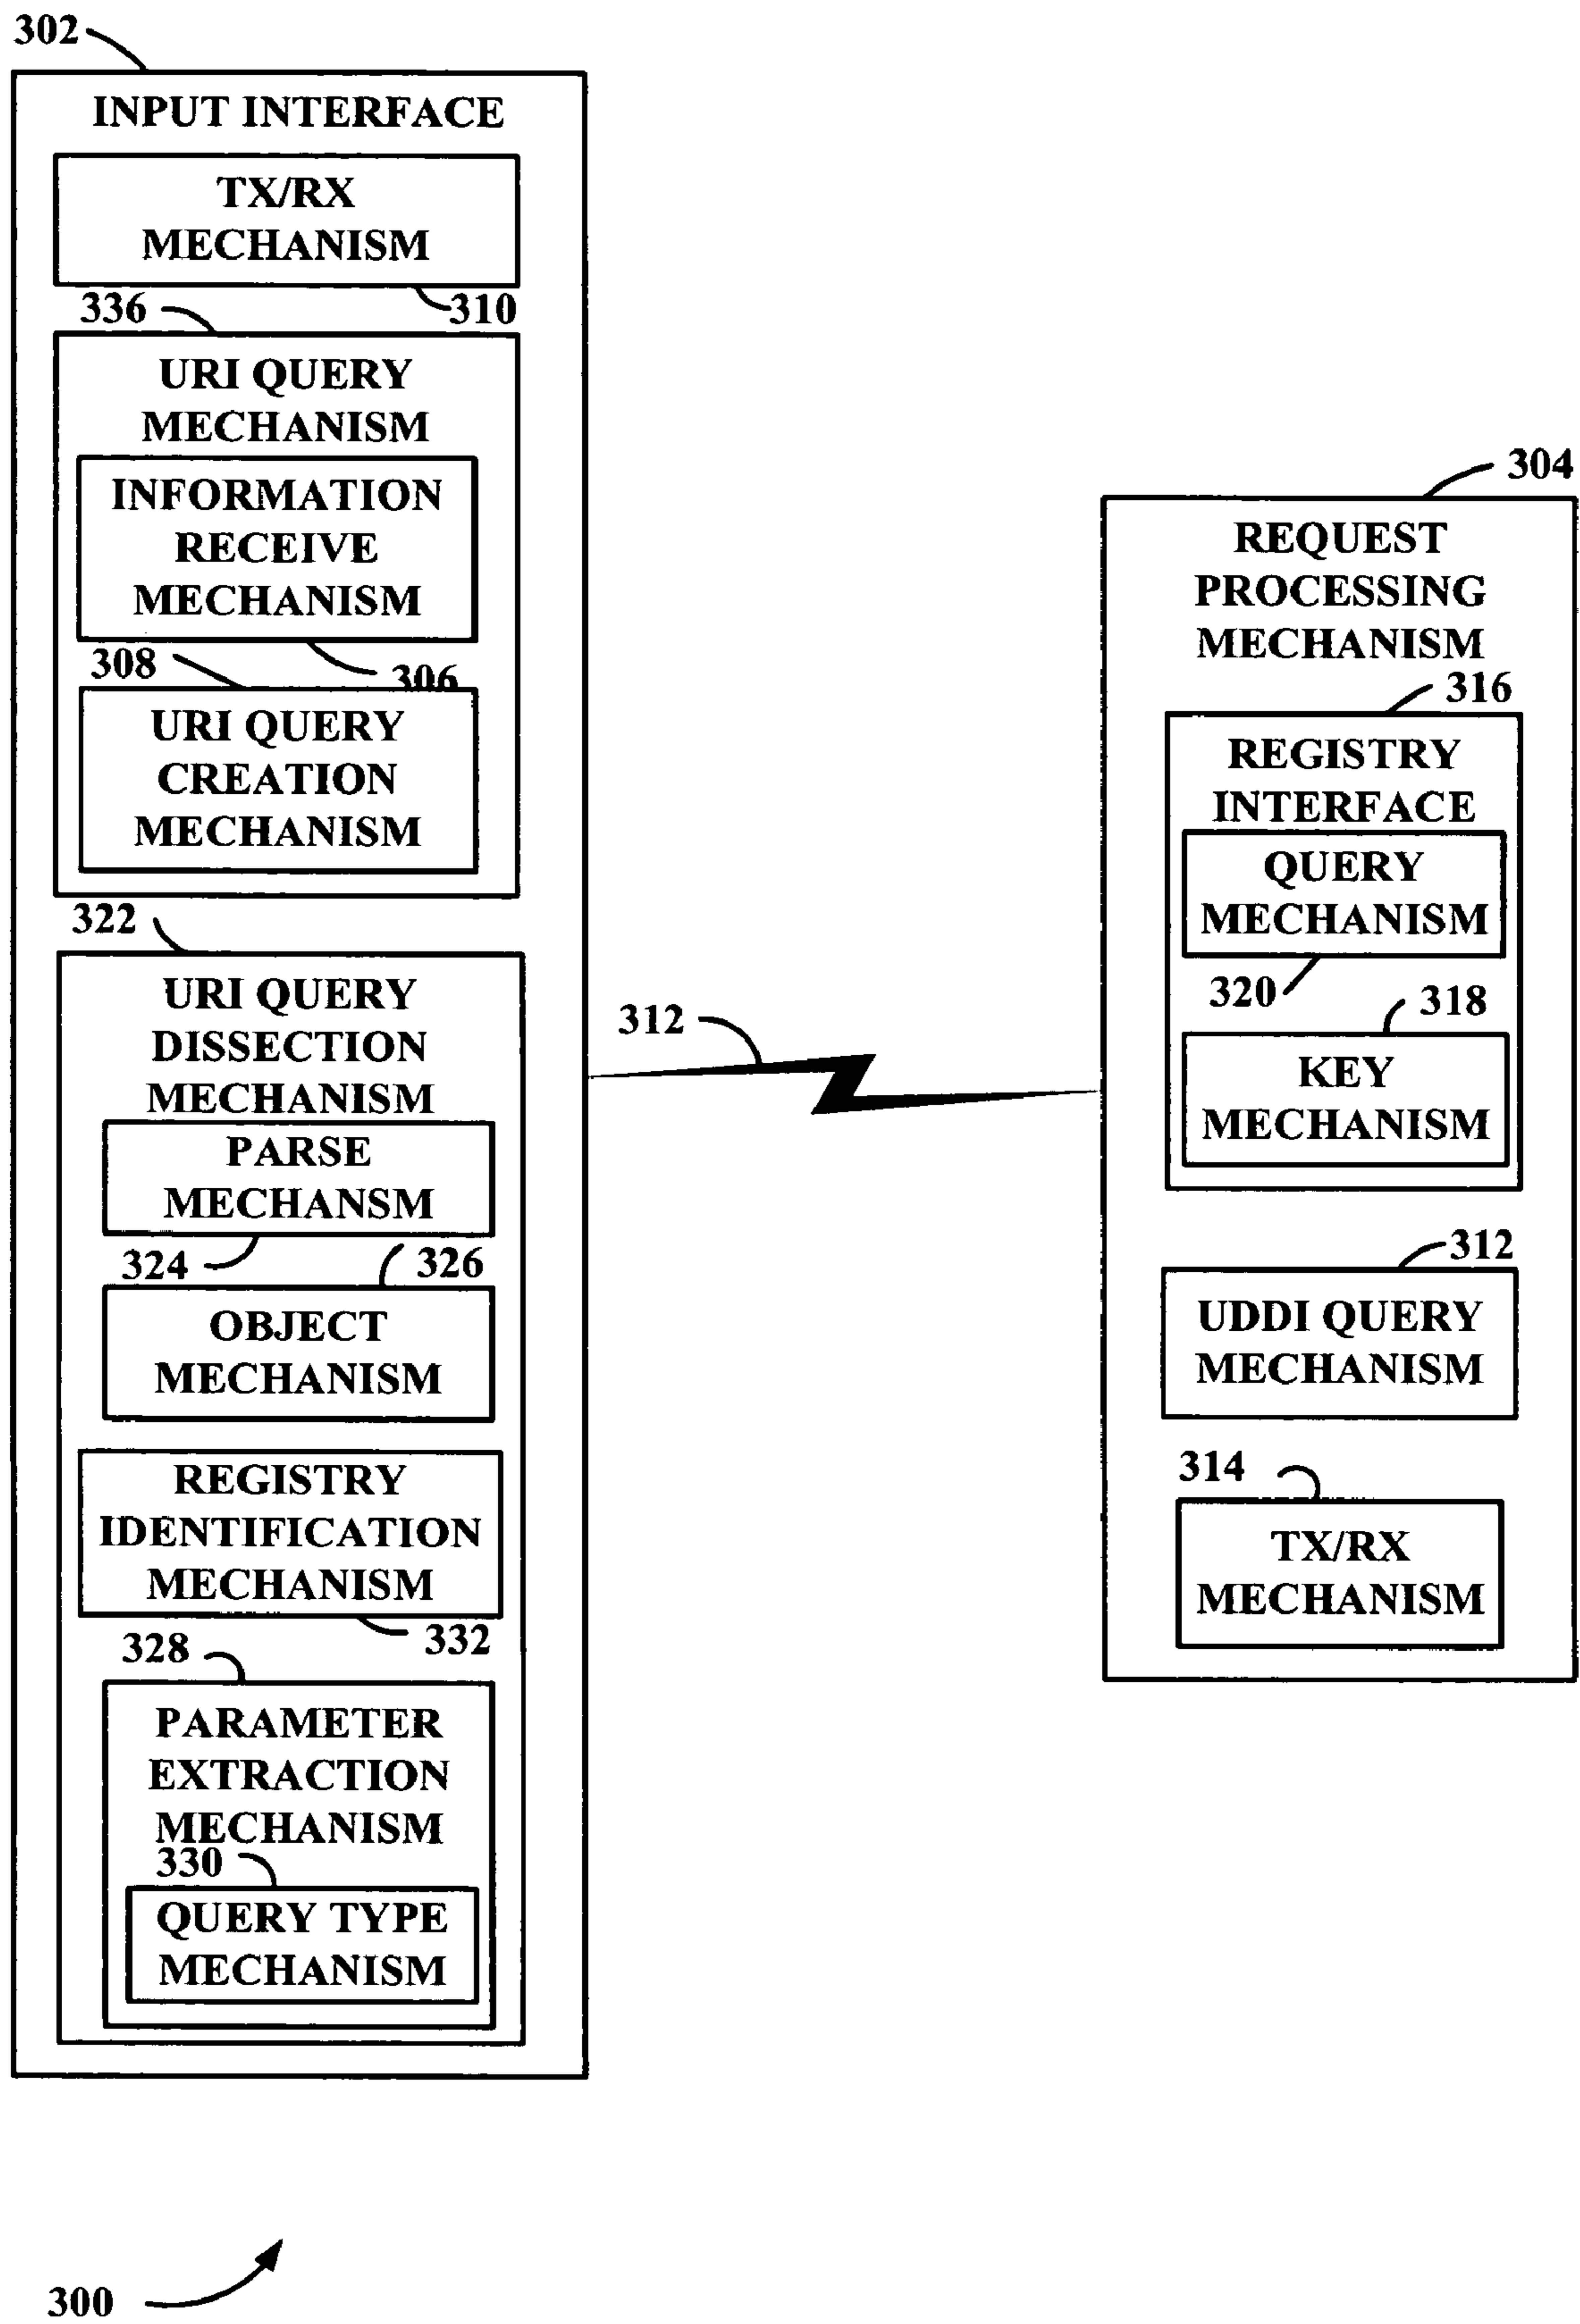 302
INPUT INTERFACE
TX/RX
MECHANISM
310
336
URI QUERY
MECHANISM
INFORMATION
RECEIVE
MECHANISM
306
308
URI QUERY
CREATION
MECHANISM
322
URI QUERY
DISSECTION
MECHANISM
PARSE
MECHANSM
324
326
OBJECT
MECHANISM
REGISTRY
IDENTIFICATION
MECHANISM
332
328
PARAMETER
EXTRACTION
MECHANISM
330
QUERY TYPE
MECHANISM
312
304
REQUEST
PROCESSING
MECHANISM
316
REGISTRY
INTERFACE
QUERY
MECHANISM
320
318
KEY
MECHANISM
312
UDDI QUERY
MECHANISM
314
TX/RX
MECHANISM
300